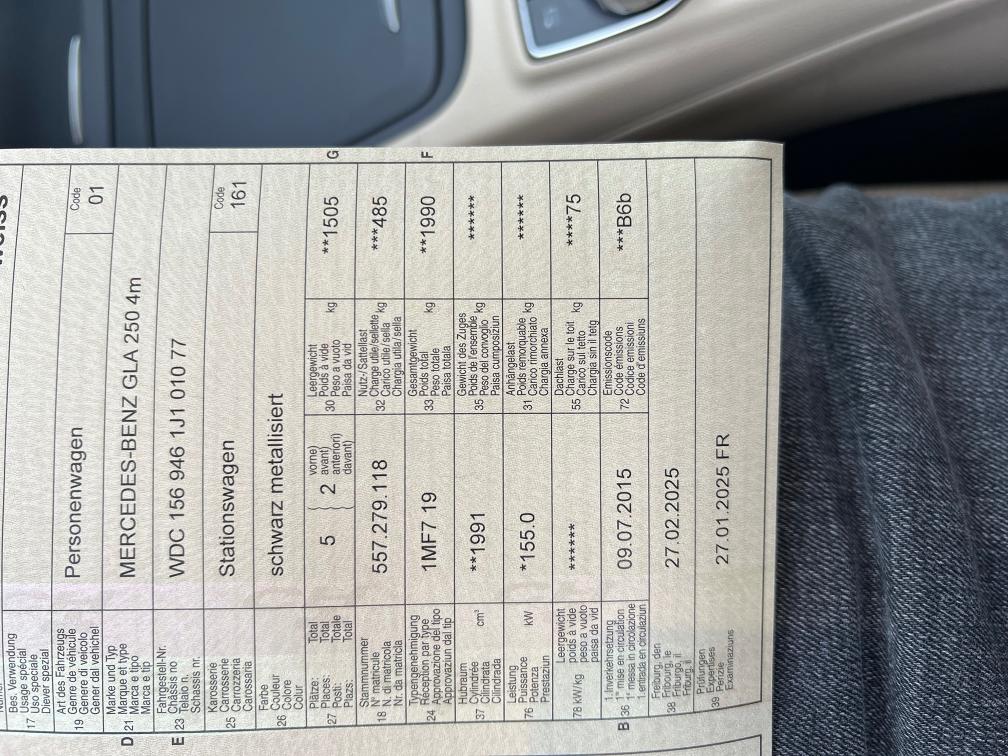 Bes. Verwendung
Usage spécial
17 Uso speciale
Diever spezial
Art des Fahrzeugs
Genre de véhicule
19 Genere di veicolo
Gener da vehichel
Personenwagen
Code
01
Marke und Typ
D 21 Marque et type
Marca e tipo
Marca e tip
MERCEDES-BENZ GLA 250 4m
Fahrgestell-Nr.
E 23 Châssis no
Telaio n.
Schassis nr.
WDC 156 946 1J1 010 77
Karosserie
25 Carrosserie
Carrozzeria
Carrossaria
Stationswagen
Code
161
Farbe
26 Couleur
Colore
Colur
schwarz metallisiert
Plätze: Total
27 Places: Total
Posti: Totale
Plazs: Total
5 2
vorne)
avant)
anteriori)
davant)
Leergewicht
30 Poids à vide kg
Peso a vuoto
Paisa da vid
**1505 G
Stammnummer
18 N° matricule
N. di matricola
Nr. da matricla
557.279.118
Nutz-/Sattellast
32 Charge utile/sellette kg
Carico utile/sella
Chargia utila/sella
***485
Typengenehmigung
24 Réception par type
Approvazione del tipo
Approvaziun dal tip
1MF7 19
Gesamtgewicht
33 Poids total kg
Peso totale
Paisa totala
**1990 F
Hubraum
37 Cylindrée cm³
Cilindrata
Cilindrada
**1991
Gewicht des Zuges
35 Poids de l'ensemble kg
Peso del convoglio
Paisa cumposiziun
******
Leistung
76 Puissance kW
Potenza
Prestaziun
*155.0
Anhängelast
31 Poids remorquable kg
Carico rimorchiato
Chargia annexa
******
Leergewicht
78 kW/kg poids à vide
peso a vuoto
paisa da vid
******
Dachlast
55 Charge sur le toit kg
Carico sul tetto
Chargia sin il tetg
****75
1. Inverkehrsetzung
B 36 1re mise en circulation
1a messa in circolazione
1. entrada en circulaziun
09.07.2015
Emissionscode
72 Code émissions
Codice emissioni
Code d'emissiuns
***B6b
Freiburg, den
38 Fribourg, le
Friburgo, il
Friburg, il
27.02.2025
Prüfungen
39 Expertises
Perizie
Examinaziuns
27.01.2025 FR